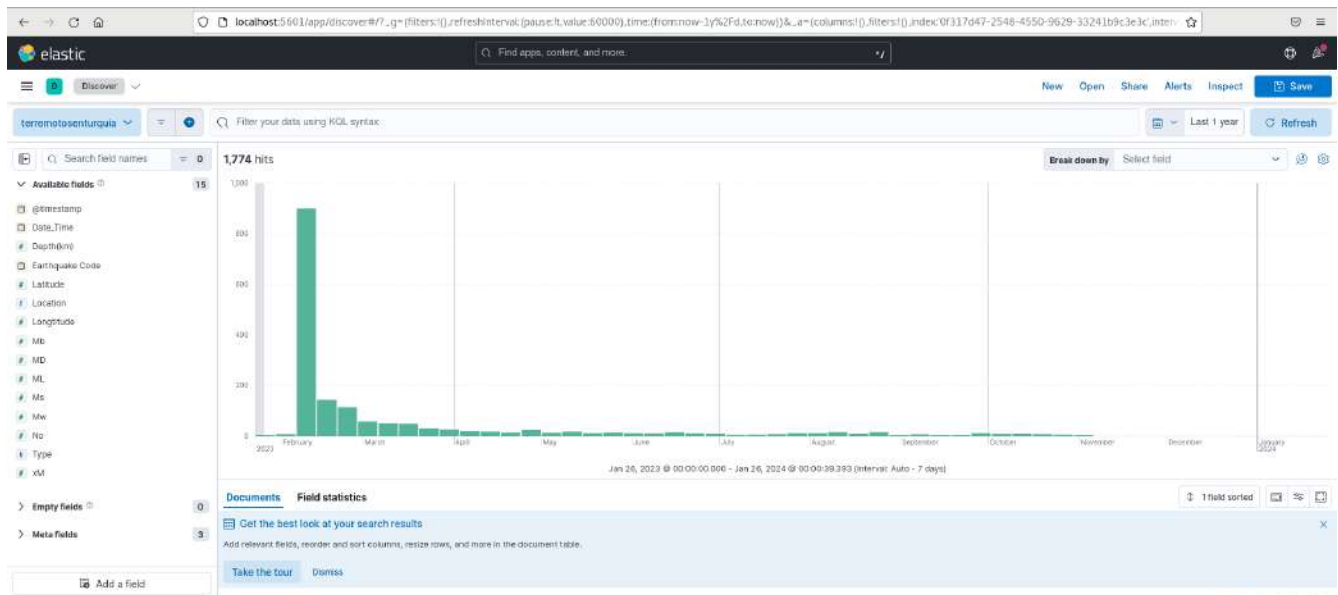 localhost:5601/app/discover#/?_g=(filters:!(),refreshInterval:(pause:!t,value:60000),time:(from:now-1y%2Fd,to:now))&_a=(columns:!(),filters:!(),index:'0f317d47-2548-4550-9629-33241b9c3e3c',interv
elastic
Find apps, content, and more.
D Discover
New Open Share Alerts Inspect Save
terremotosenturquia
Filter your data using KQL syntax
Last 1 year Refresh
Search field names 0
1,774 hits
Break down by Select field
Available fields 15
@timestamp
Date_Time
Depth(km)
Earthquake Code
Latitude
Location
Longtitude
Mb
MD
ML
Ms
Mw
No
Type
xM
Empty fields 0
Meta fields 3
Add a field
1,000
800
600
400
200
0
February March April May June July August September October November December January
2023 2024
Jan 26, 2023 @ 00:00:00.000 - Jan 26, 2024 @ 00:00:39.393 (interval: Auto - 7 days)
Documents Field statistics
1 field sorted
Get the best look at your search results
Add relevant fields, reorder and sort columns, resize rows, and more in the document table.
Take the tour Dismiss